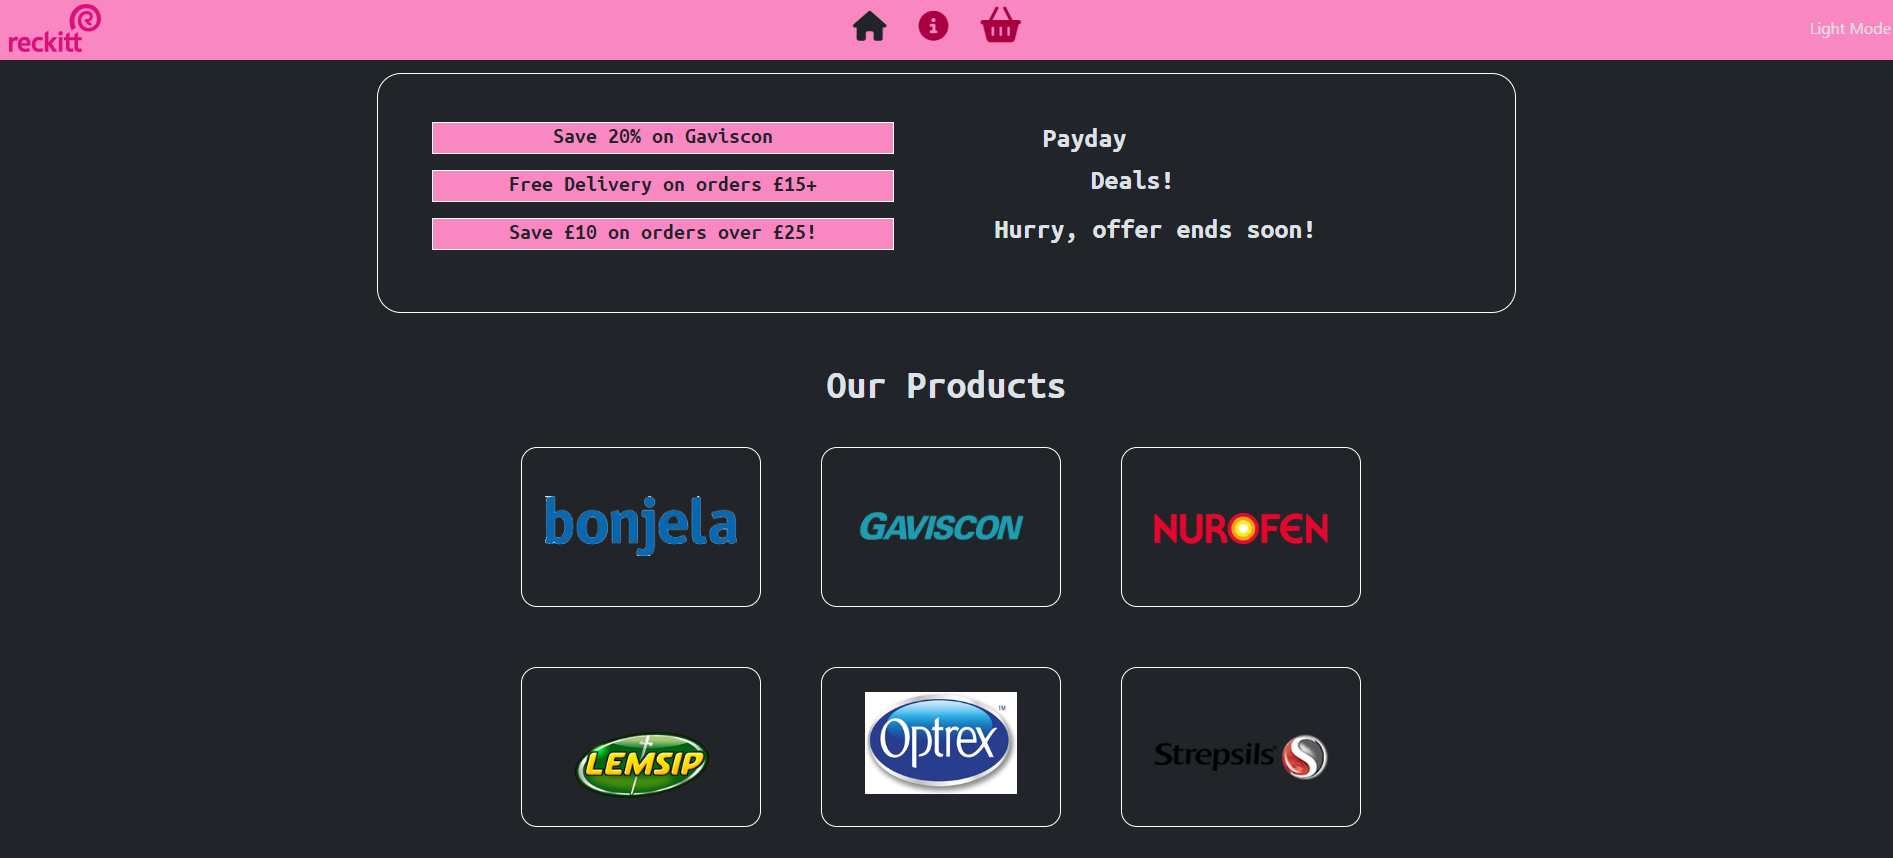 reckitt
Light Mode
Save 20% on Gaviscon
Free Delivery on orders £15+
Save £10 on orders over £25!
Payday
Deals!
Hurry, offer ends soon!
Our Products
bonjela
GAVISCON
NUROFEN
LEMSIP
Optrex™
Strepsils